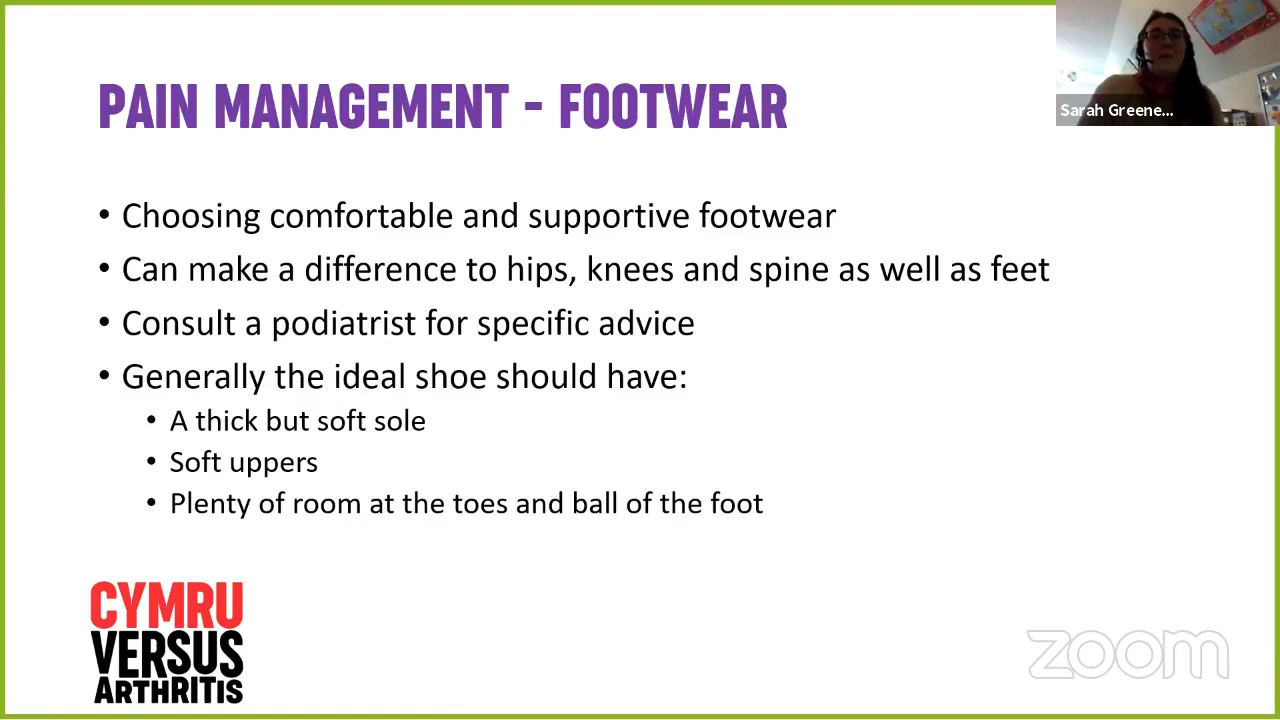 PAIN MANAGEMENT - FOOTWEAR
Sarah Greene...
• Choosing comfortable and supportive footwear
• Can make a difference to hips, knees and spine as well as feet
• Consult a podiatrist for specific advice
• Generally the ideal shoe should have:
• A thick but soft sole
• Soft uppers
• Plenty of room at the toes and ball of the foot
CYMRU
VERSUS
ARTHRITIS
zoom